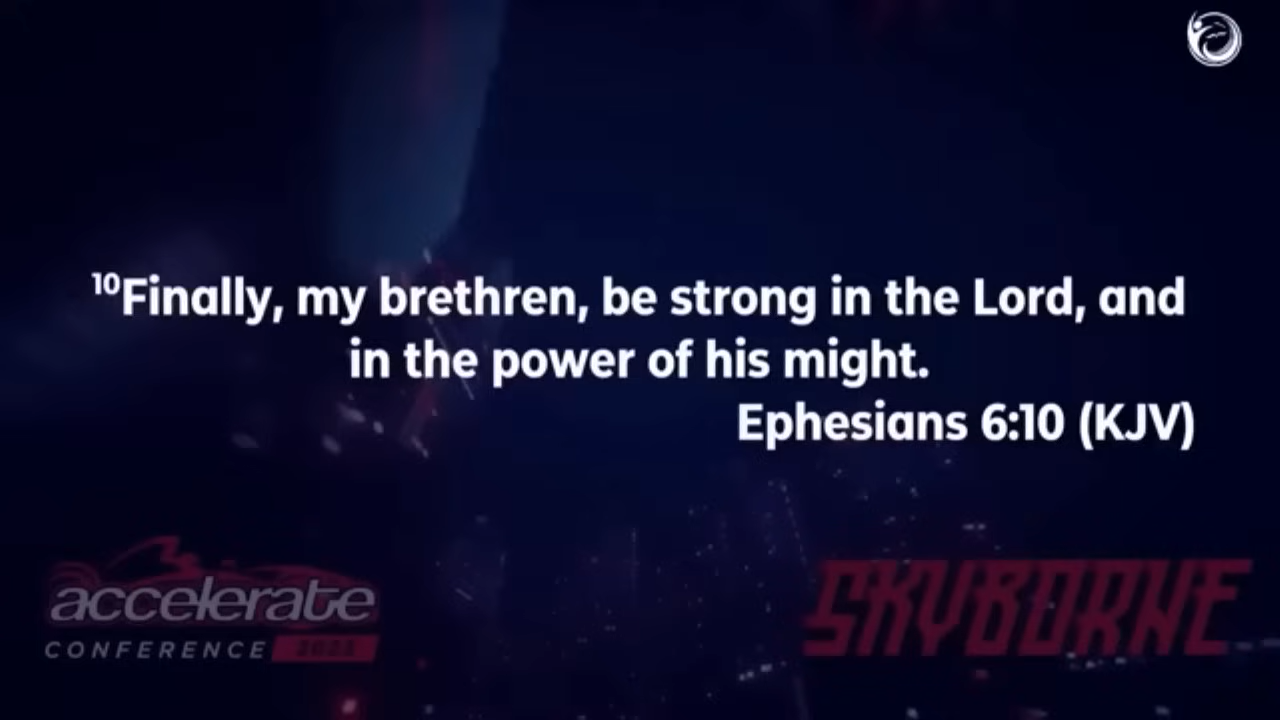 ¹⁰Finally, my brethren, be strong in the Lord, and
in the power of his might.
Ephesians 6:10 (KJV)
accelerate
CONFERENCE
SKYBORNE